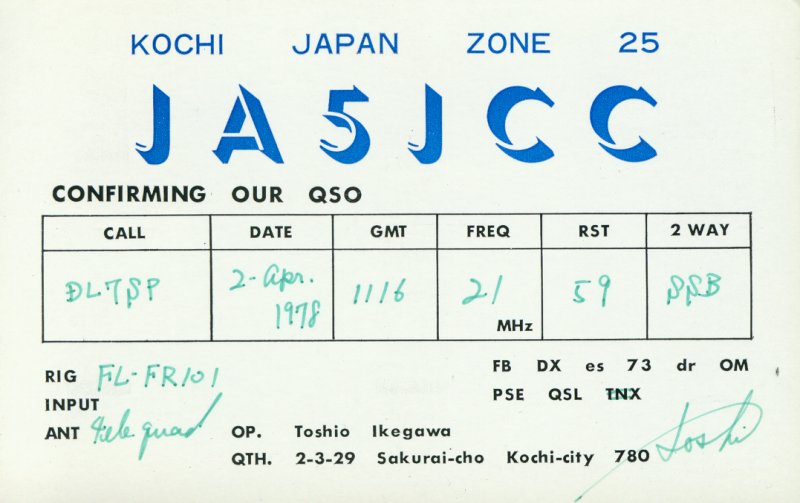 KOCHI JAPAN ZONE 25
JA5JCC
CONFIRMING OUR QSO
CALL DATE GMT FREQ RST 2 WAY
DL7SP 2-Apr. 1978 1116 21 MHz 59 SSB
RIG FL-FR101
INPUT
ANT 4ele quad
FB DX es 73 dr OM
PSE QSL TNX
OP. Toshio Ikegawa
QTH. 2-3-29 Sakurai-cho Kochi-city 780
Toshi